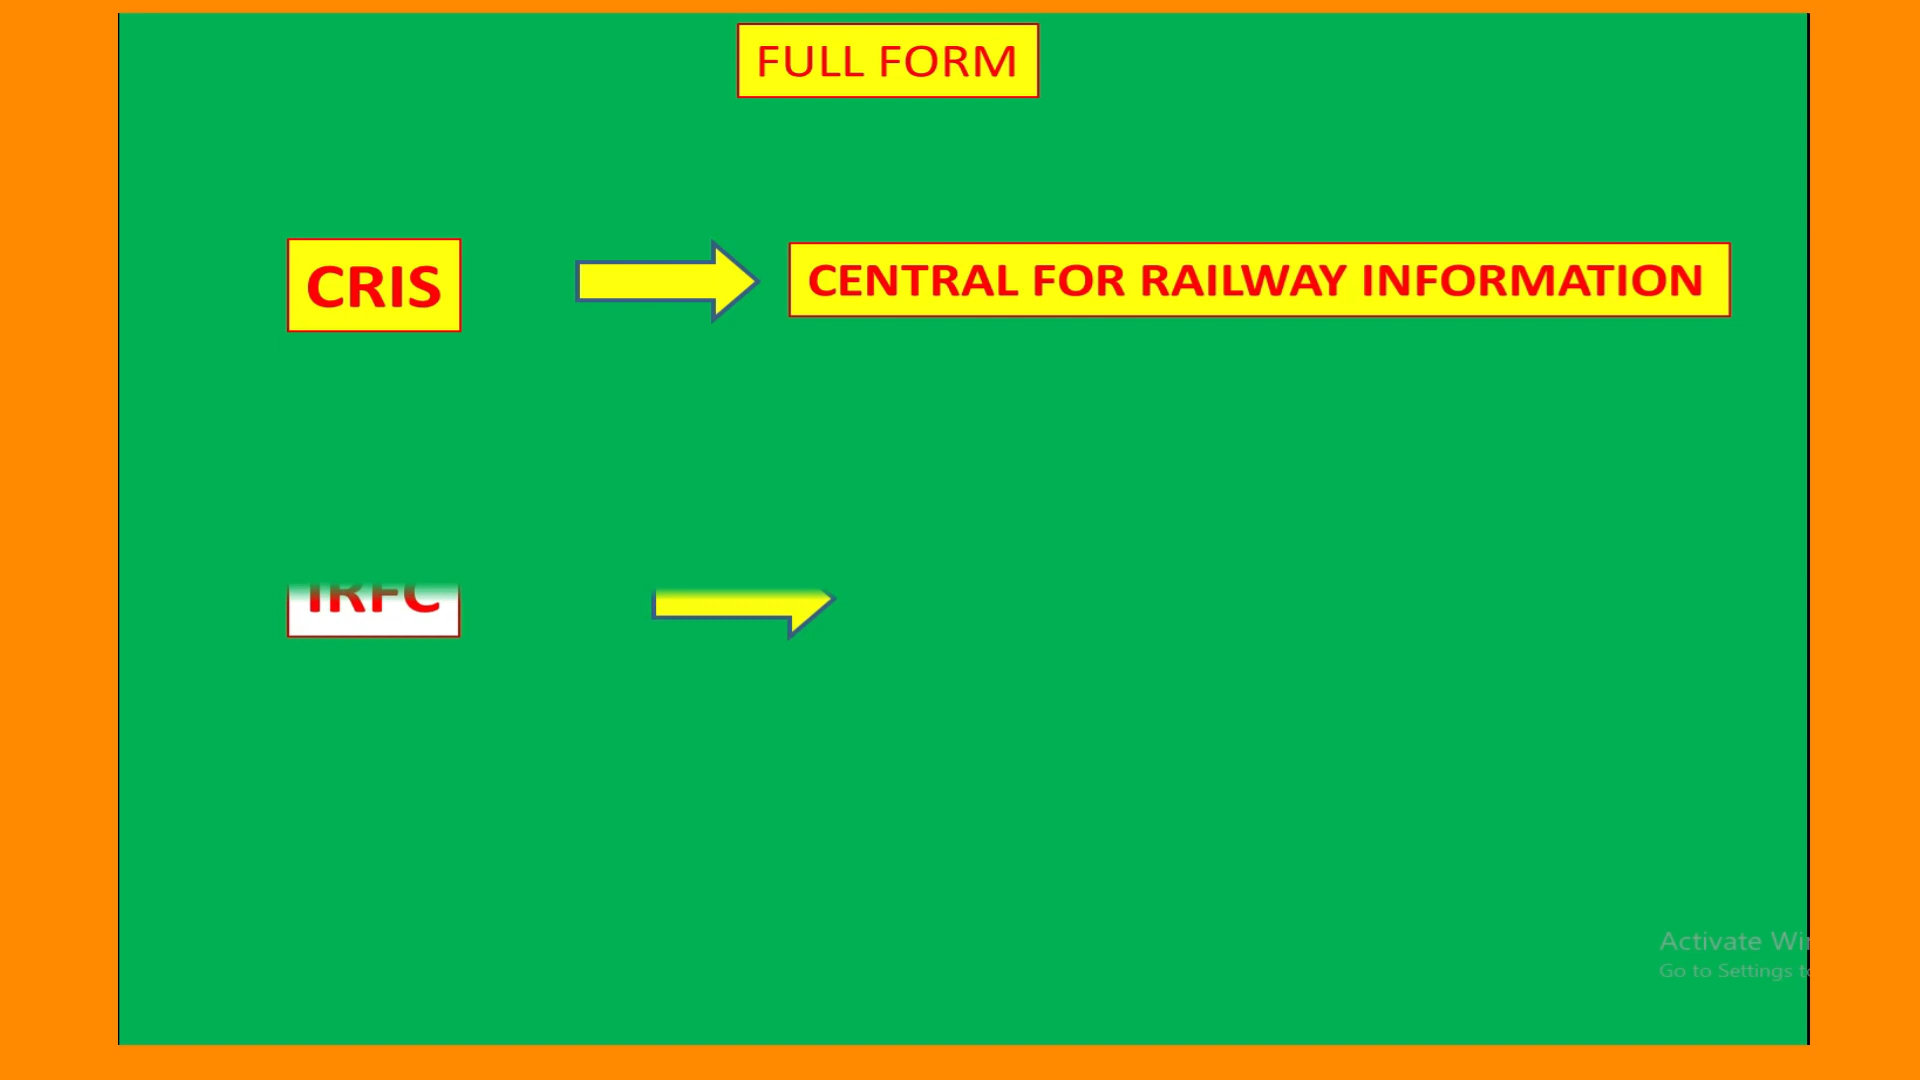 FULL FORM
CRIS
CENTRAL FOR RAILWAY INFORMATION
IRFC
Activate Wi
Go to Settings